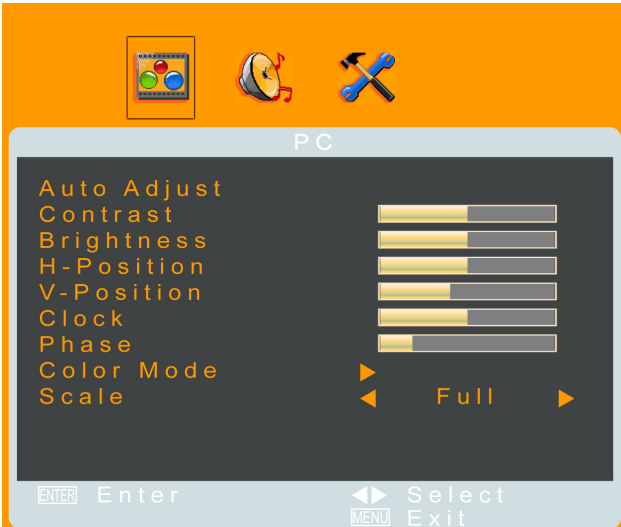 PC
Auto Adjust
Contrast
Brightness
H-Position
V-Position
Clock
Phase
Color Mode
Scale Full
ENTER Enter Select
MENU Exit